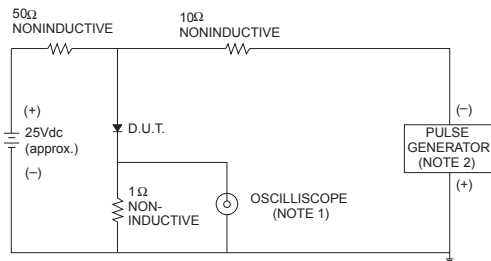 50Ω
NONINDUCTIVE
10Ω
NONINDUCTIVE
(+)
25Vdc
(approx.)
(–)
D.U.T.
1Ω
NON-
INDUCTIVE
OSCILLISCOPE
(NOTE 1)
(–)
PULSE
GENERATOR
(NOTE 2)
(+)